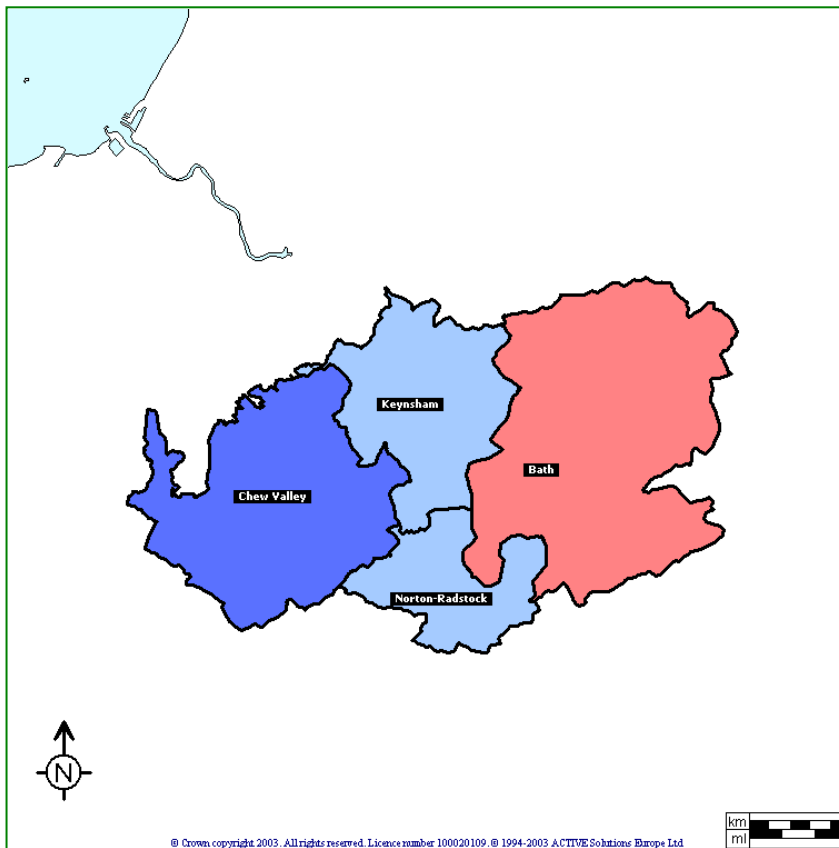 Keynsham
Bath
Chew Valley
Norton-Radstock
N
km
ml
© Crown copyright 2003. All rights reserved. Licence number 100020109. © 1994-2003 ACTIVE Solutions Europe Ltd